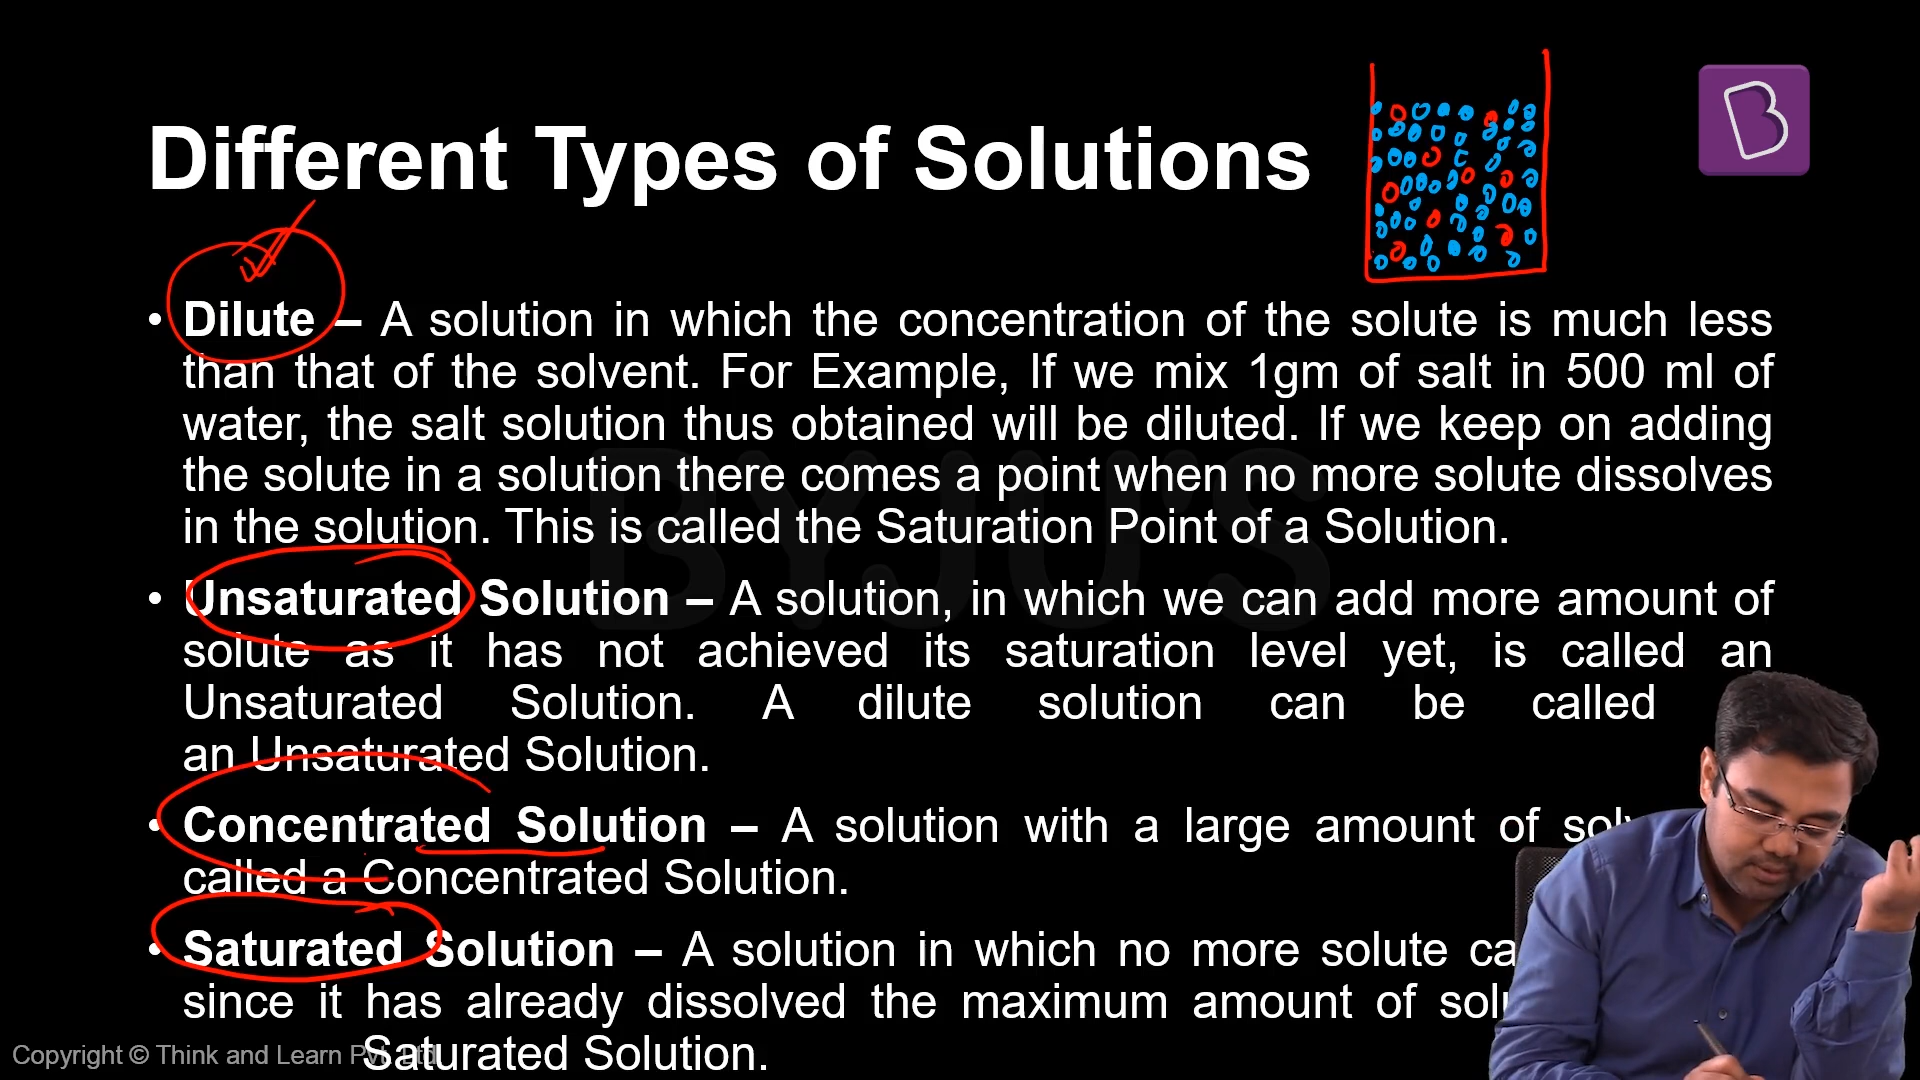 Different Types of Solutions
• Dilute – A solution in which the concentration of the solute is much less
than that of the solvent. For Example, If we mix 1gm of salt in 500 ml of
water, the salt solution thus obtained will be diluted. If we keep on adding
the solute in a solution there comes a point when no more solute dissolves
in the solution. This is called the Saturation Point of a Solution.
• Unsaturated Solution – A solution, in which we can add more amount of
solute as it has not achieved its saturation level yet, is called an
Unsaturated Solution. A dilute solution can be called
an Unsaturated Solution.
• Concentrated Solution – A solution with a large amount of
called a Concentrated Solution.
• Saturated Solution – A solution in which no more solute
since it has already dissolved the maximum amount of
Saturated Solution.
BYJU'S
Copyright © Think and Learn Pvt. Ltd
B